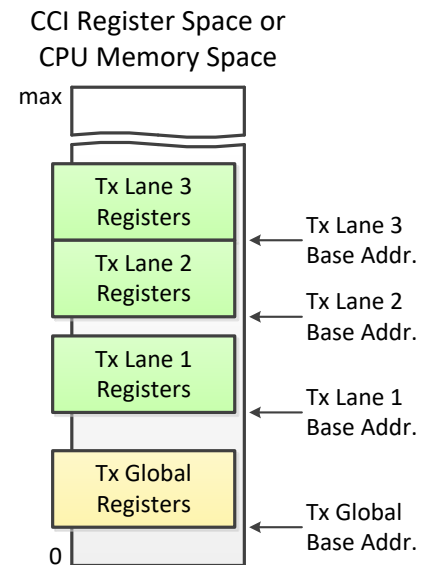 CCI Register Space or
CPU Memory Space
max
Tx Lane 3
Registers
Tx Lane 3
Base Addr.
Tx Lane 2
Registers
Tx Lane 2
Base Addr.
Tx Lane 1
Registers
Tx Lane 1
Base Addr.
Tx Global
Registers
Tx Global
Base Addr.
0